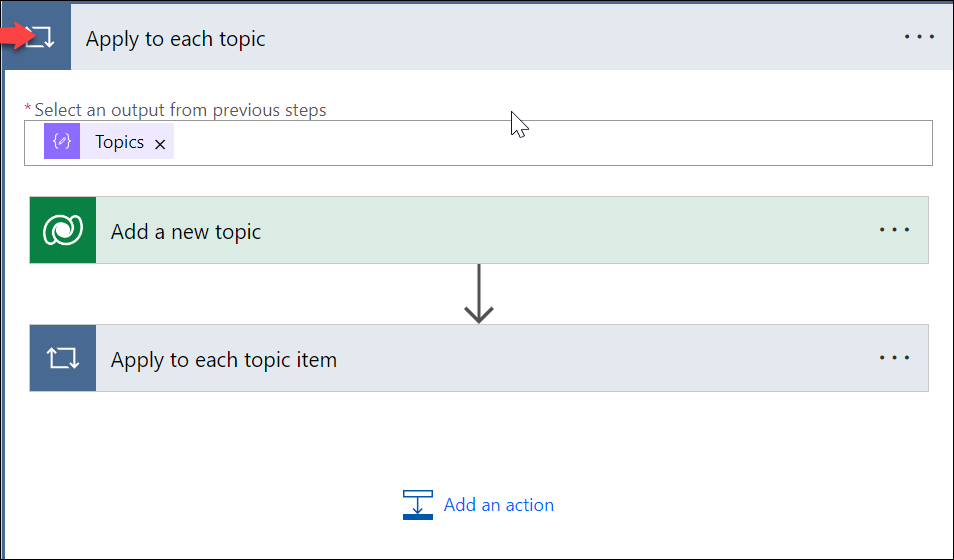 Apply to each topic
* Select an output from previous steps
Topics
Add a new topic
Apply to each topic item
Add an action